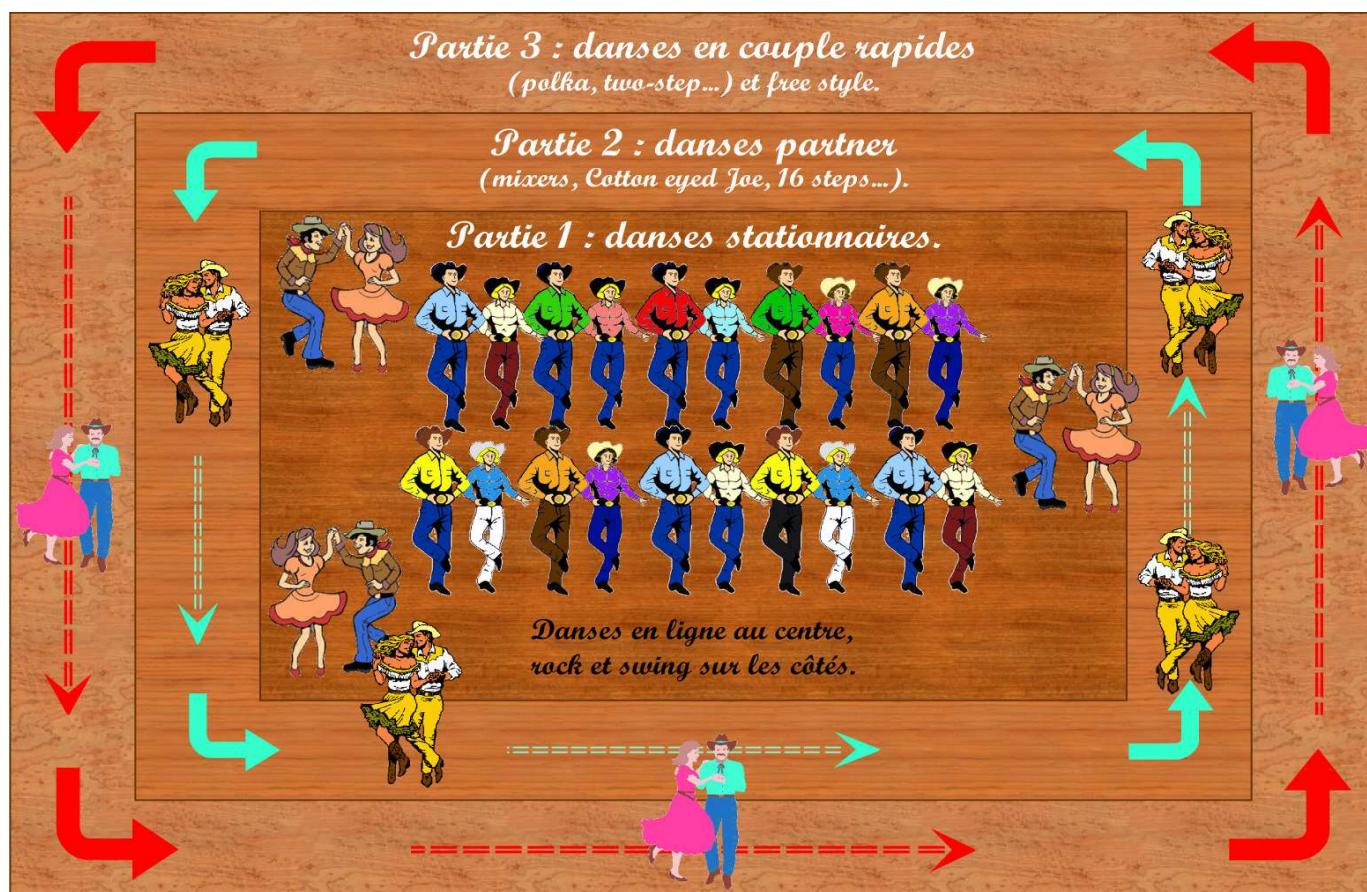 Partie 3 : danses en couple rapides
(polka, two-step...) et free style.
Partie 2 : danses partner
(mixers, Cotton eyed Joe, 16 steps...).
Partie 1 : danses stationnaires.
Danses en ligne au centre,
rock et swing sur les côtés.